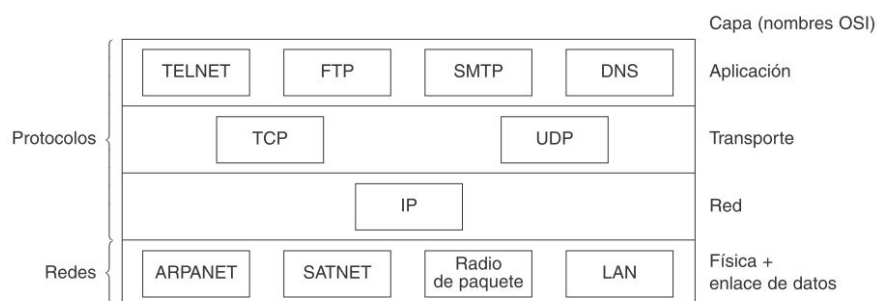 Capa (nombres OSI)
TELNET FTP SMTP DNS Aplicación
Protocolos TCP UDP Transporte
IP Red
Redes ARPANET SATNET Radio
de paquete LAN Física +
enlace de datos